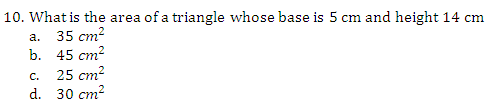 10. What is the area of a triangle whose base is 5 cm and height 14 cm
a. 35 cm²
b. 45 cm²
c. 25 cm²
d. 30 cm²